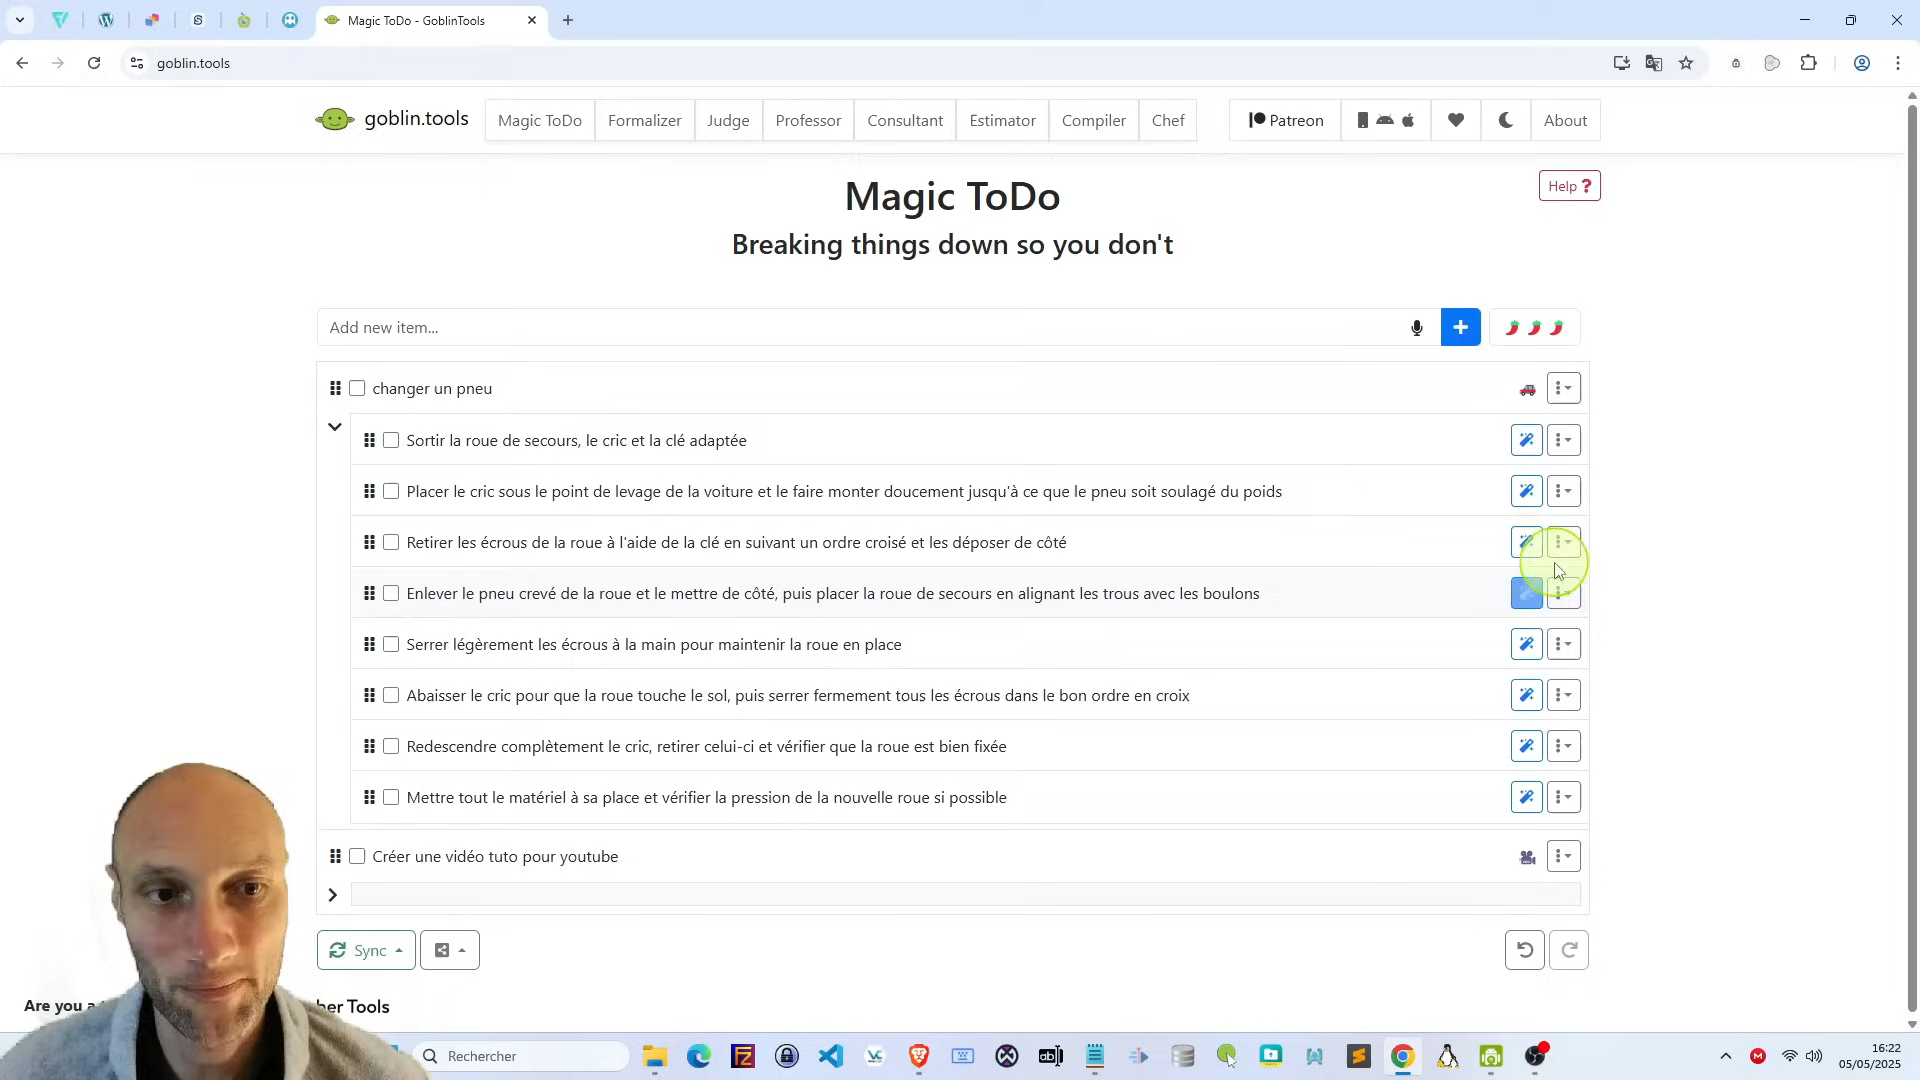 Magic ToDo - GoblinTools
goblin.tools
goblin.tools
Magic ToDo
Formalizer
Judge
Professor
Consultant
Estimator
Compiler
Chef
Patreon
About
Magic ToDo
Help ?
Breaking things down so you don't
Add new item...
changer un pneu
Sortir la roue de secours, le cric et la clé adaptée
Placer le cric sous le point de levage de la voiture et le faire monter doucement jusqu'à ce que le pneu soit soulagé du poids
Retirer les écrous de la roue à l'aide de la clé en suivant un ordre croisé et les déposer de côté
Enlever le pneu crevé de la roue et le mettre de côté, puis placer la roue de secours en alignant les trous avec les boulons
Serrer légèrement les écrous à la main pour maintenir la roue en place
Abaisser le cric pour que la roue touche le sol, puis serrer fermement tous les écrous dans le bon ordre en croix
Redescendre complètement le cric, retirer celui-ci et vérifier que la roue est bien fixée
Mettre tout le matériel à sa place et vérifier la pression de la nouvelle roue si possible
Créer une vidéo tuto pour youtube
Sync
Are you a
Tools
Rechercher
16:22
05/05/2025